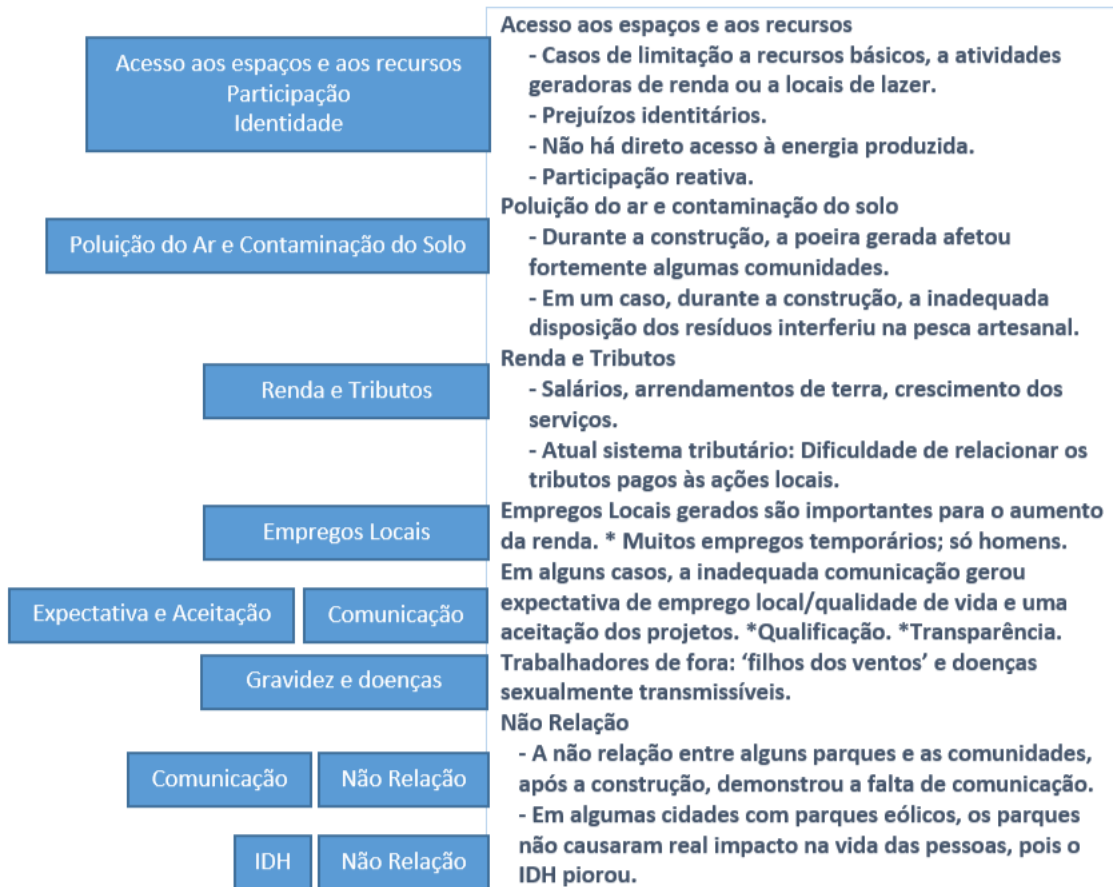 Acesso aos espaços e aos recursos
Participação
Identidade
Acesso aos espaços e aos recursos
- Casos de limitação a recursos básicos, a atividades
geradoras de renda ou a locais de lazer.
- Prejuízos identitários.
- Não há direto acesso à energia produzida.
- Participação reativa.
Poluição do Ar e Contaminação do Solo
Poluição do ar e contaminação do solo
- Durante a construção, a poeira gerada afetou
fortemente algumas comunidades.
- Em um caso, durante a construção, a inadequada
disposição dos resíduos interferiu na pesca artesanal.
Renda e Tributos
Renda e Tributos
- Salários, arrendamentos de terra, crescimento dos
serviços.
- Atual sistema tributário: Dificuldade de relacionar os
tributos pagos às ações locais.
Empregos Locais
Empregos Locais gerados são importantes para o aumento
da renda. * Muitos empregos temporários; só homens.
Expectativa e Aceitação
Comunicação
Em alguns casos, a inadequada comunicação gerou
expectativa de emprego local/qualidade de vida e uma
aceitação dos projetos. *Qualificação. *Transparência.
Gravidez e doenças
Trabalhadores de fora: ‘filhos dos ventos’ e doenças
sexualmente transmissíveis.
Comunicação
Não Relação
Não Relação
- A não relação entre alguns parques e as comunidades,
após a construção, demonstrou a falta de comunicação.
IDH
Não Relação
- Em algumas cidades com parques eólicos, os parques
não causaram real impacto na vida das pessoas, pois o
IDH piorou.